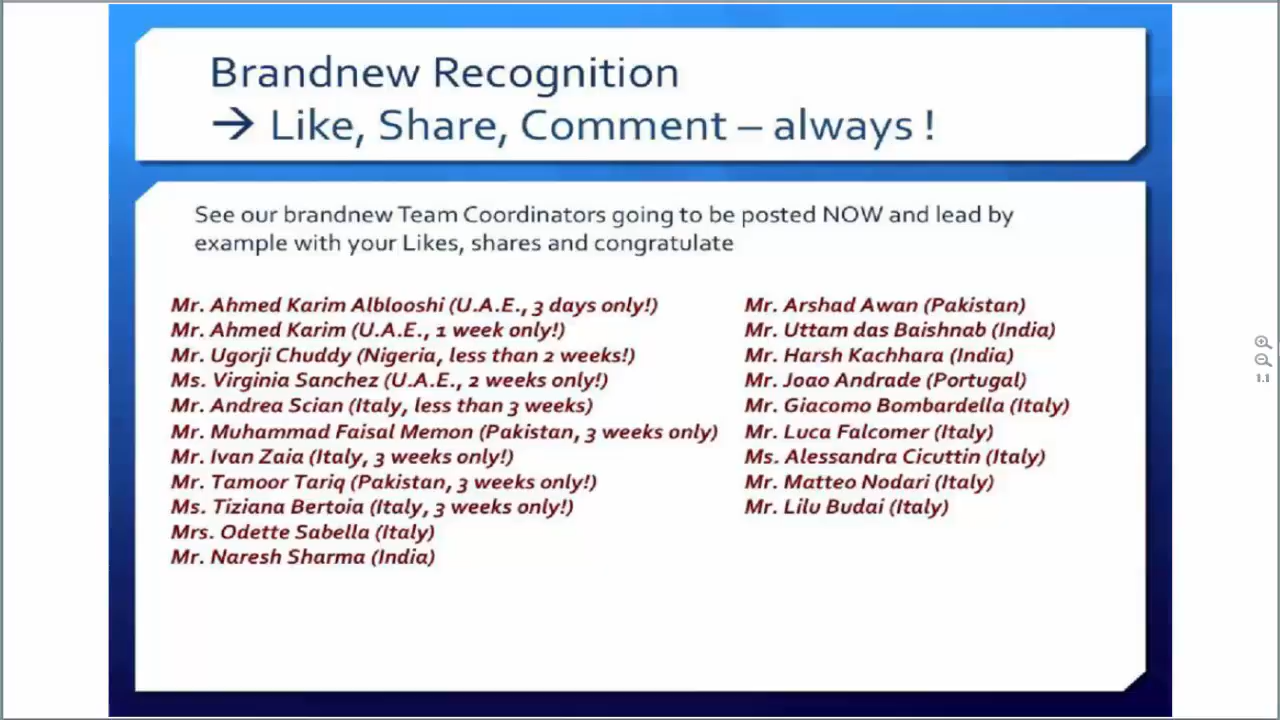 Brandnew Recognition
→ Like, Share, Comment – always !
See our brandnew Team Coordinators going to be posted NOW and lead by
example with your Likes, shares and congratulate
Mr. Ahmed Karim Alblooshi (U.A.E., 3 days only!)
Mr. Ahmed Karim (U.A.E., 1 week only!)
Mr. Ugorji Chuddy (Nigeria, less than 2 weeks!)
Ms. Virginia Sanchez (U.A.E., 2 weeks only!)
Mr. Andrea Scian (Italy, less than 3 weeks)
Mr. Muhammad Faisal Memon (Pakistan, 3 weeks only)
Mr. Ivan Zaia (Italy, 3 weeks only!)
Mr. Tamoor Tariq (Pakistan, 3 weeks only!)
Ms. Tiziana Bertoia (Italy, 3 weeks only!)
Mrs. Odette Sabella (Italy)
Mr. Naresh Sharma (India)
Mr. Arshad Awan (Pakistan)
Mr. Uttam das Baishnab (India)
Mr. Harsh Kachhara (India)
Mr. Joao Andrade (Portugal)
Mr. Giacomo Bombardella (Italy)
Mr. Luca Falcomer (Italy)
Ms. Alessandra Cicuttin (Italy)
Mr. Matteo Nodari (Italy)
Mr. Lilu Budai (Italy)
1:1